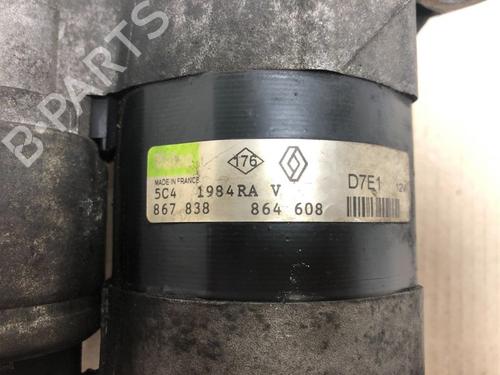 B-PARTS
176
MADE IN FRANCE
5C4 1984RA V
867 838 864 608
D7E1 12V